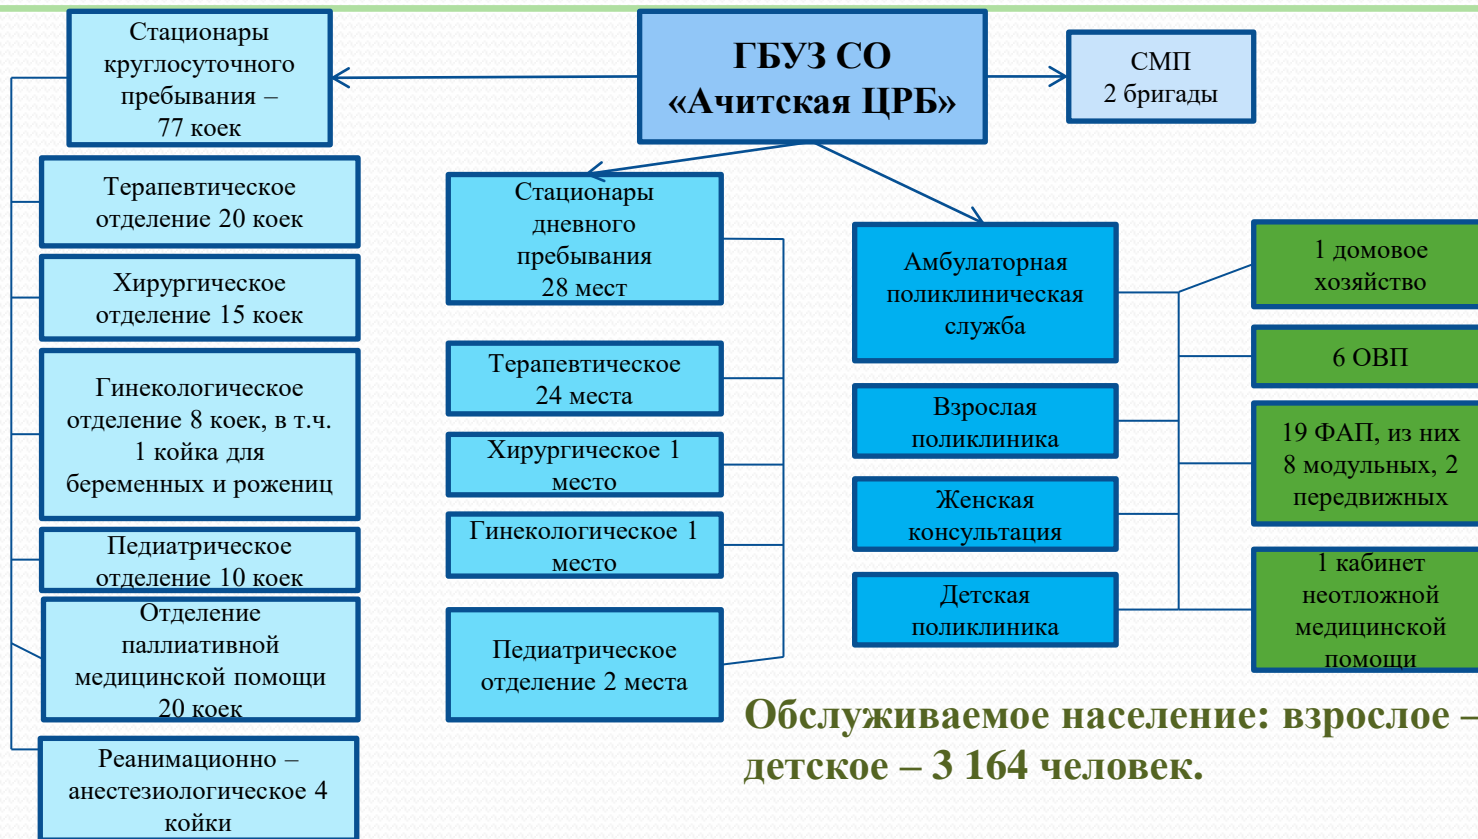 ГБУЗ СО
«Ачитская ЦРБ»
СМП
2 бригады
Стационары
круглосуточного
пребывания –
77 коек
Терапевтическое
отделение 20 коек
Хирургическое
отделение 15 коек
Гинекологическое
отделение 8 коек, в т.ч.
1 койка для
беременных и рожениц
Педиатрическое
отделение 10 коек
Отделение
паллиативной
медицинской помощи
20 коек
Реанимационно –
анестезиологическое 4
койки
Стационары
дневного
пребывания
28 мест
Терапевтическое
24 места
Хирургическое 1
место
Гинекологическое 1
место
Педиатрическое
отделение 2 места
Амбулаторная
поликлиническая
служба
Взрослая
поликлиника
Женская
консультация
Детская
поликлиника
1 домовое
хозяйство
6 ОВП
19 ФАП, из них
8 модульных, 2
передвижных
1 кабинет
неотложной
медицинской
помощи
Обслуживаемое население: взрослое –
детское – 3 164 человек.